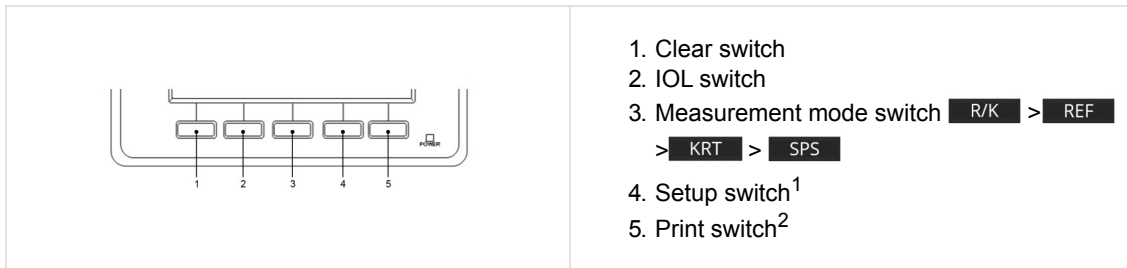 POWER
1 2 3 4 5
1. Clear switch
2. IOL switch
3. Measurement mode switch R/K > REF
> KRT > SPS
4. Setup switch1
5. Print switch2